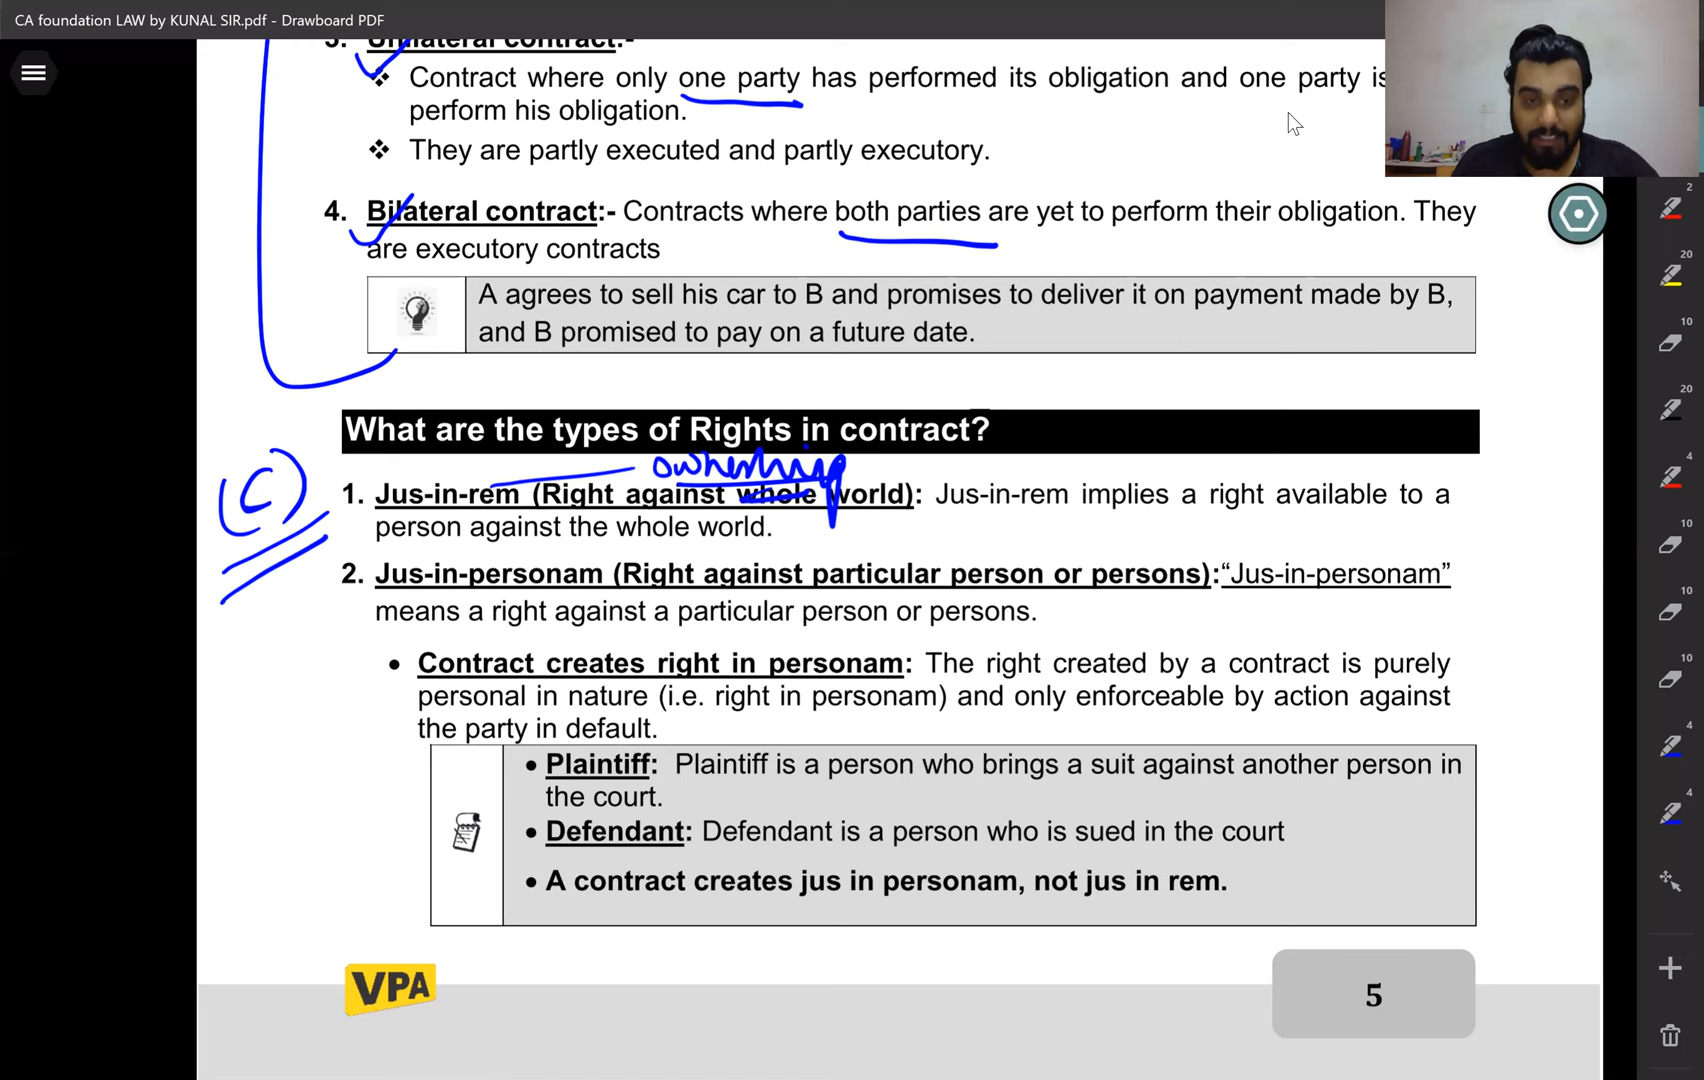 CA foundation LAW by KUNAL SIR.pdf - Drawboard PDF
3. Unilateral contract:-
❖ Contract where only one party has performed its obligation and one party is
perform his obligation.
❖ They are partly executed and partly executory.
4. Bilateral contract:- Contracts where both parties are yet to perform their obligation. They
are executory contracts
A agrees to sell his car to B and promises to deliver it on payment made by B,
and B promised to pay on a future date.
What are the types of Rights in contract?
ownership
(C)
1. Jus-in-rem (Right against whole world): Jus-in-rem implies a right available to a
person against the whole world.
2. Jus-in-personam (Right against particular person or persons):“Jus-in-personam”
means a right against a particular person or persons.
• Contract creates right in personam: The right created by a contract is purely
personal in nature (i.e. right in personam) and only enforceable by action against
the party in default.
• Plaintiff: Plaintiff is a person who brings a suit against another person in
the court.
• Defendant: Defendant is a person who is sued in the court
• A contract creates jus in personam, not jus in rem.
VPA
5
2
20
10
20
4
10
10
10
4
4